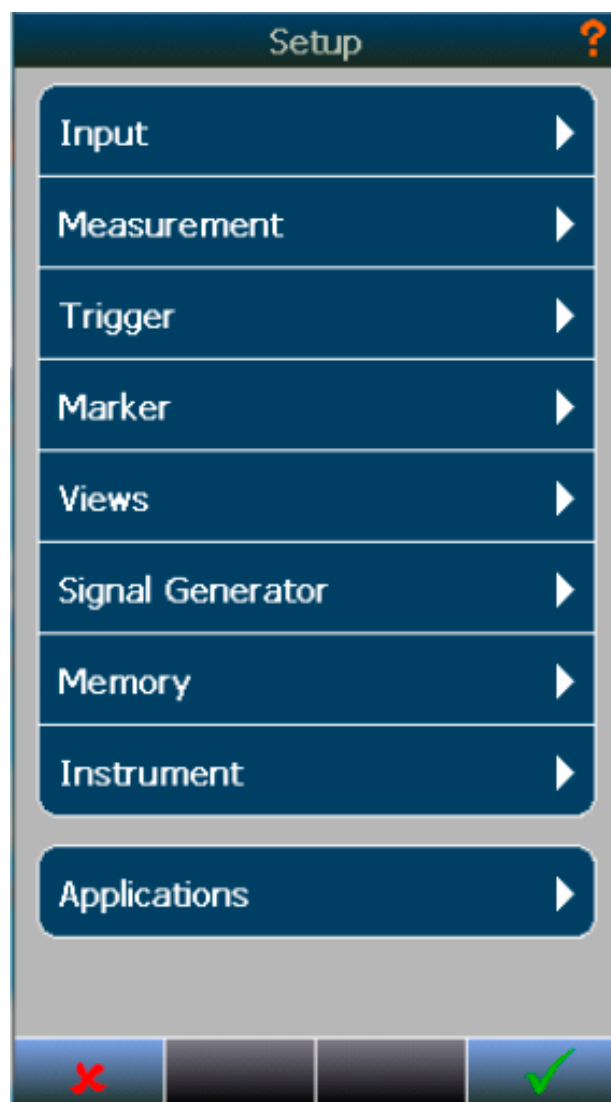 Setup ?
Input
Measurement
Trigger
Marker
Views
Signal Generator
Memory
Instrument
Applications